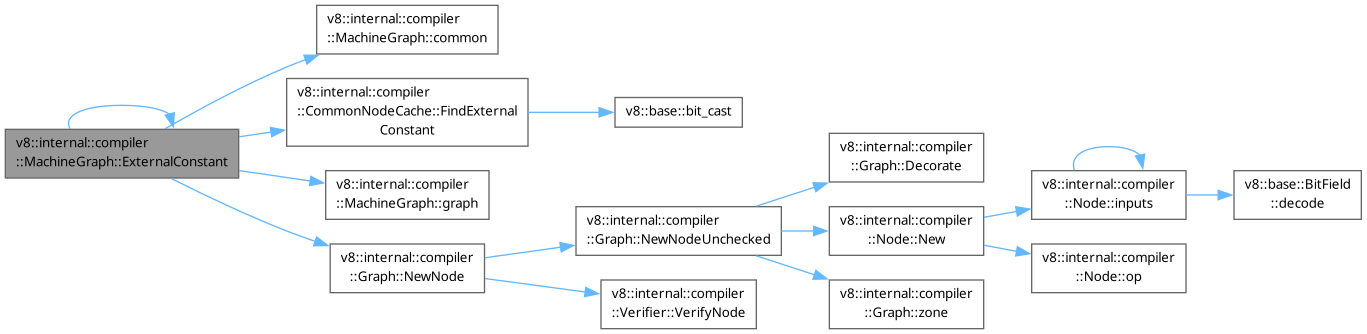 v8::internal::compiler
::MachineGraph::ExternalConstant
v8::internal::compiler
::MachineGraph::common
v8::internal::compiler
::CommonNodeCache::FindExternal
Constant
v8::base::bit_cast
v8::internal::compiler
::MachineGraph::graph
v8::internal::compiler
::Graph::NewNode
v8::internal::compiler
::Graph::NewNodeUnchecked
v8::internal::compiler
::Verifier::VerifyNode
v8::internal::compiler
::Graph::Decorate
v8::internal::compiler
::Node::New
v8::internal::compiler
::Graph::zone
v8::internal::compiler
::Node::inputs
v8::internal::compiler
::Node::op
v8::base::BitField
::decode